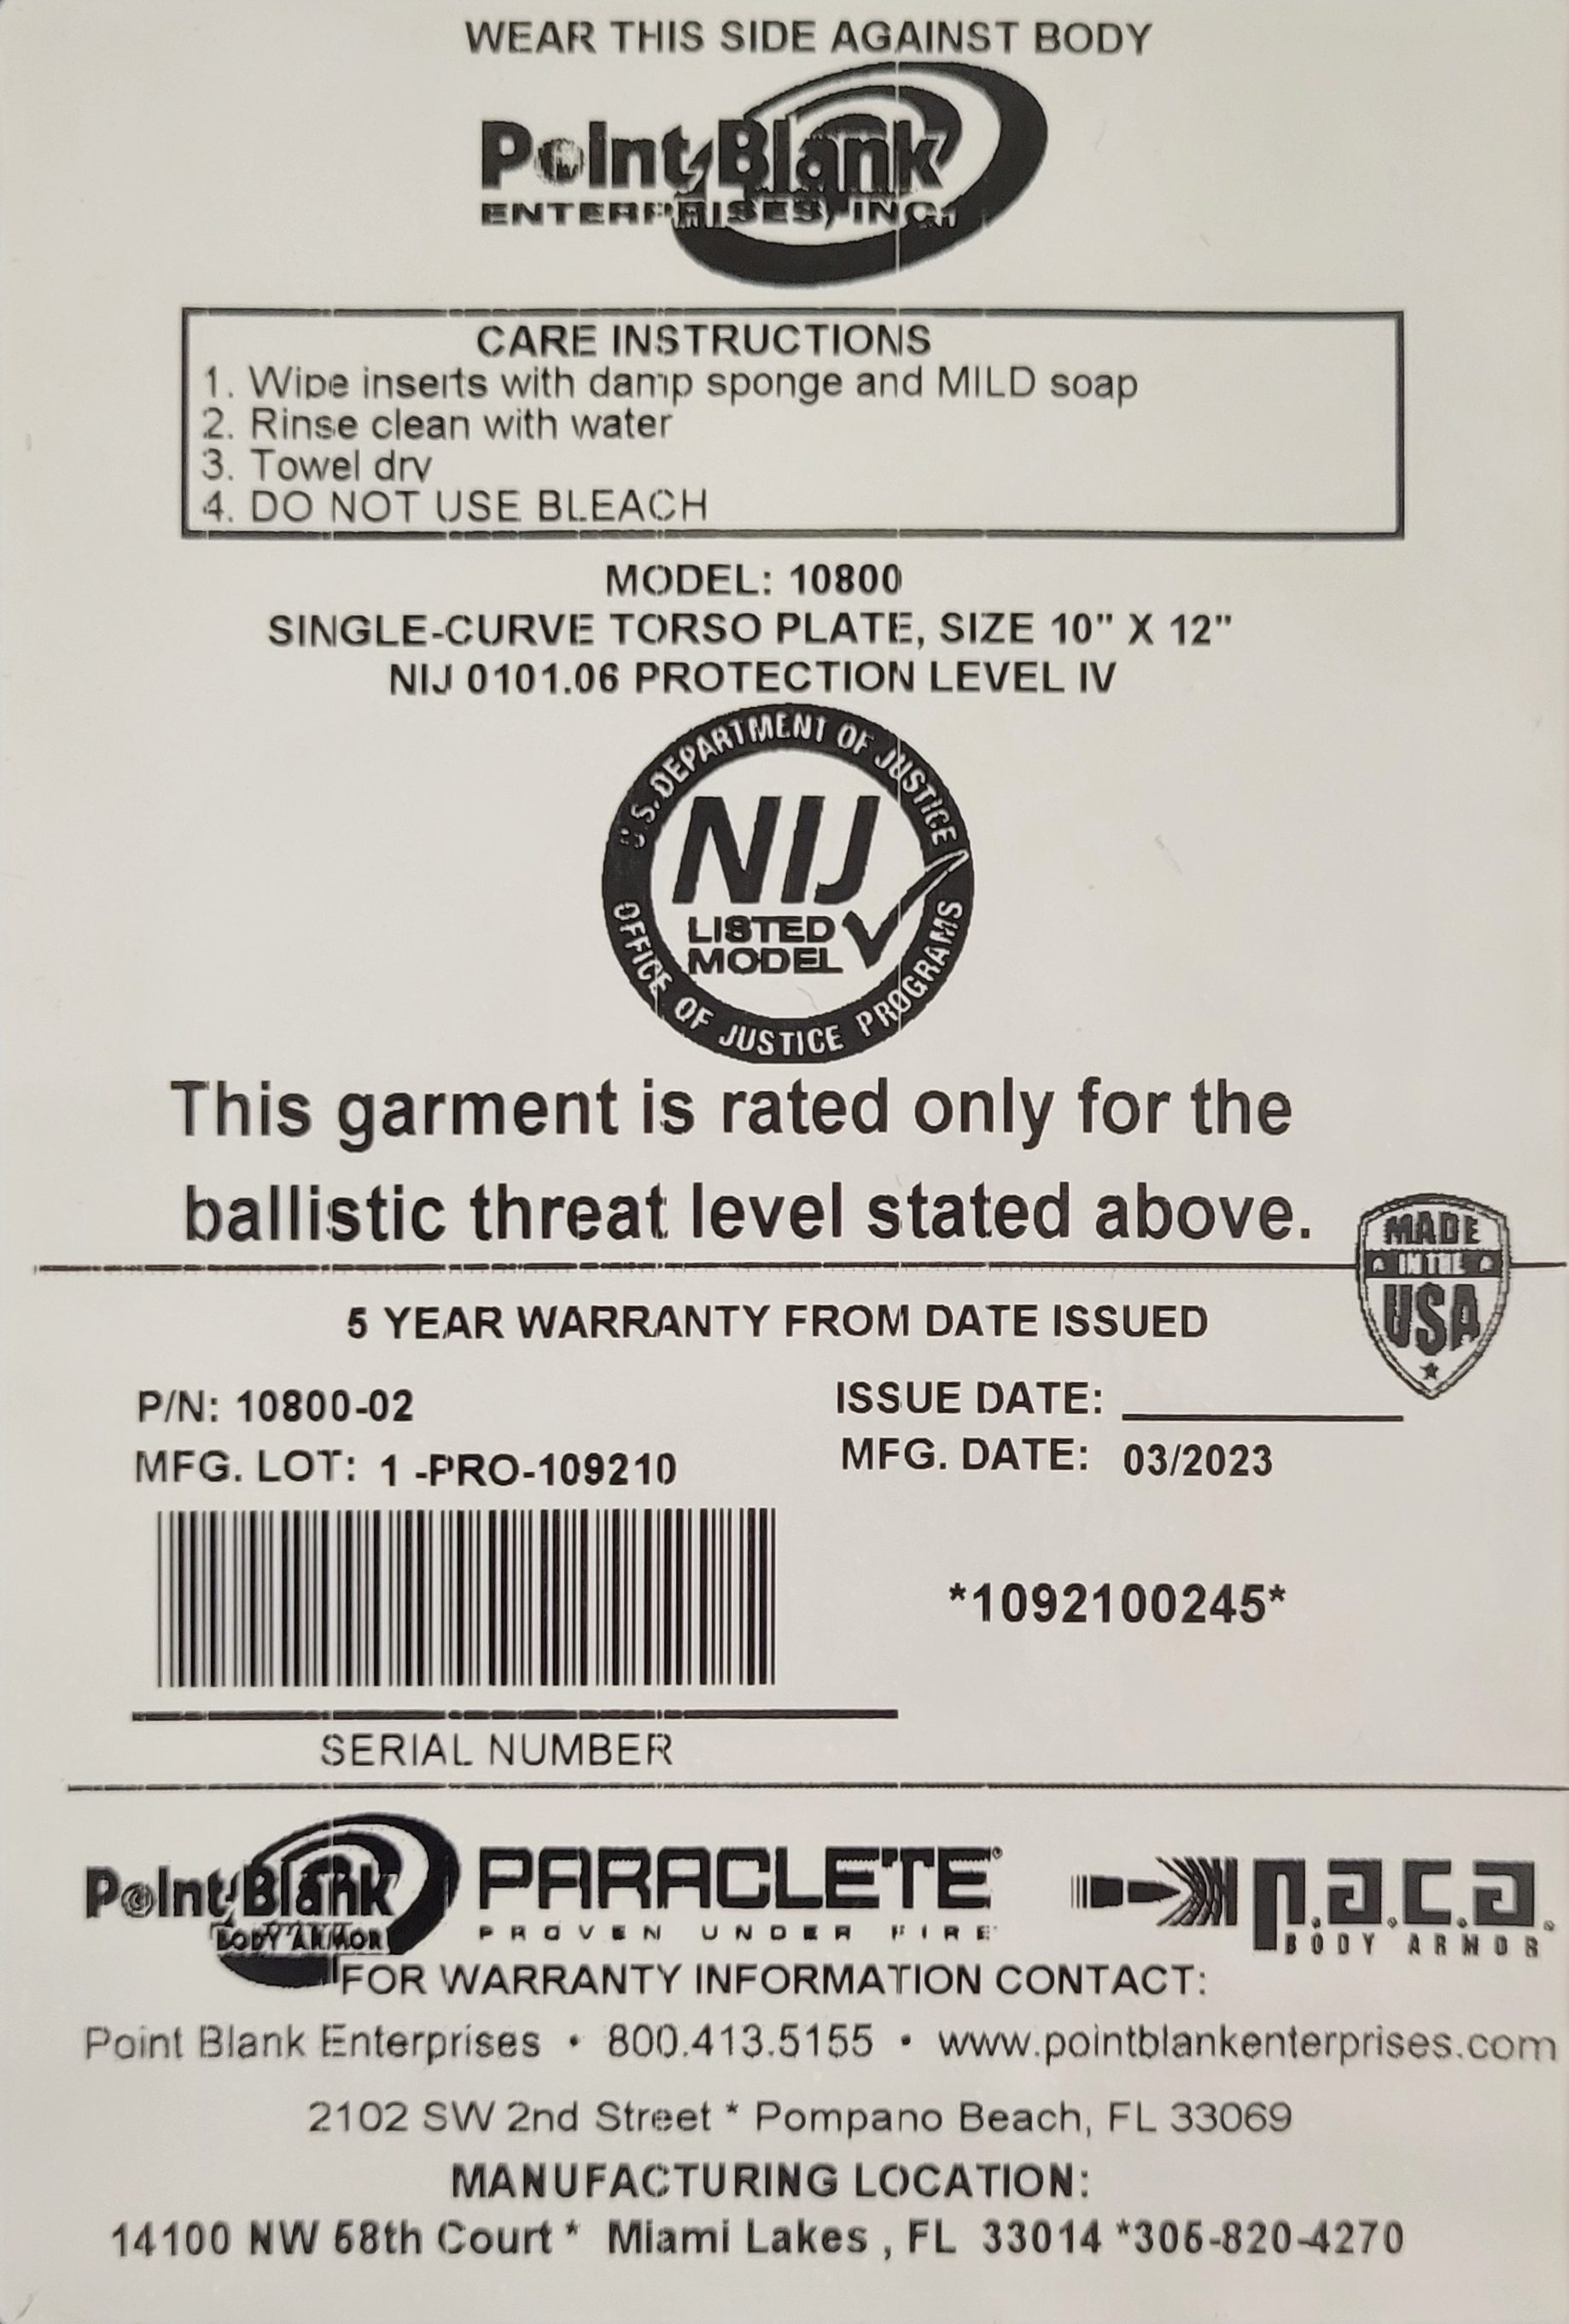 WEAR THIS SIDE AGAINST BODY
Point Blank
ENTERPRISES, INC.
CARE INSTRUCTIONS
1. Wipe inserts with damp sponge and MILD soap
2. Rinse clean with water
3. Towel dry
4. DO NOT USE BLEACH
MODEL: 10800
SINGLE-CURVE TORSO PLATE, SIZE 10" X 12"
NIJ 0101.06 PROTECTION LEVEL IV
U.S. DEPARTMENT OF JUSTICE
NIJ
LISTED
MODEL
OFFICE OF JUSTICE PROGRAMS
This garment is rated only for the
ballistic threat level stated above.
MADE
IN THE
USA
5 YEAR WARRANTY FROM DATE ISSUED
P/N: 10800-02
ISSUE DATE:
MFG. LOT: 1 -PRO-109210
MFG. DATE: 03/2023
*1092100245*
SERIAL NUMBER
Point Blank
BODY ARMOR
PARACLETE®
PROVEN UNDER FIRE
p.a.c.a.®
BODY ARMOR
FOR WARRANTY INFORMATION CONTACT:
Point Blank Enterprises • 800.413.5155 • www.pointblankenterprises.com
2102 SW 2nd Street * Pompano Beach, FL 33069
MANUFACTURING LOCATION:
14100 NW 58th Court * Miami Lakes , FL 33014 *305-820-4270